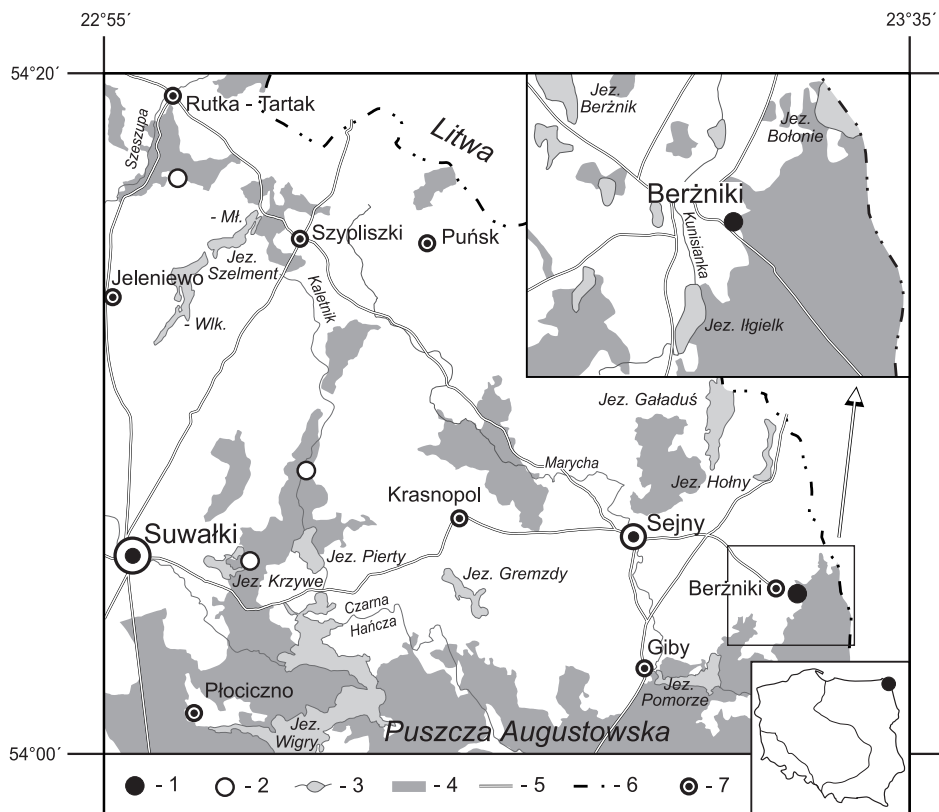 22°55´
23°35´
54°20´
Rutka - Tartak
Szeszupa
Litwa
Jez.
Berżnik
Jez.
Bołonie
Berżniki
Kunisianka
Jez. Iłgielk
- Mł.
Jez.
Szelment
- Wlk.
Szypliszki
Puńsk
Jeleniewo
Kaletnik
Jez. Gaładuś
Marycha
Jez. Hołny
Krasnopol
Sejny
Suwałki
Jez. Pierty
Jez. Krzywe
Jez. Gremzdy
Berżniki
Czarna
Hańcza
Giby
Jez.
Pomorze
Płociczno
Jez.
Wigry
Puszcza Augustowska
54°00´
- 1
- 2
- 3
- 4
- 5
- 6
- 7